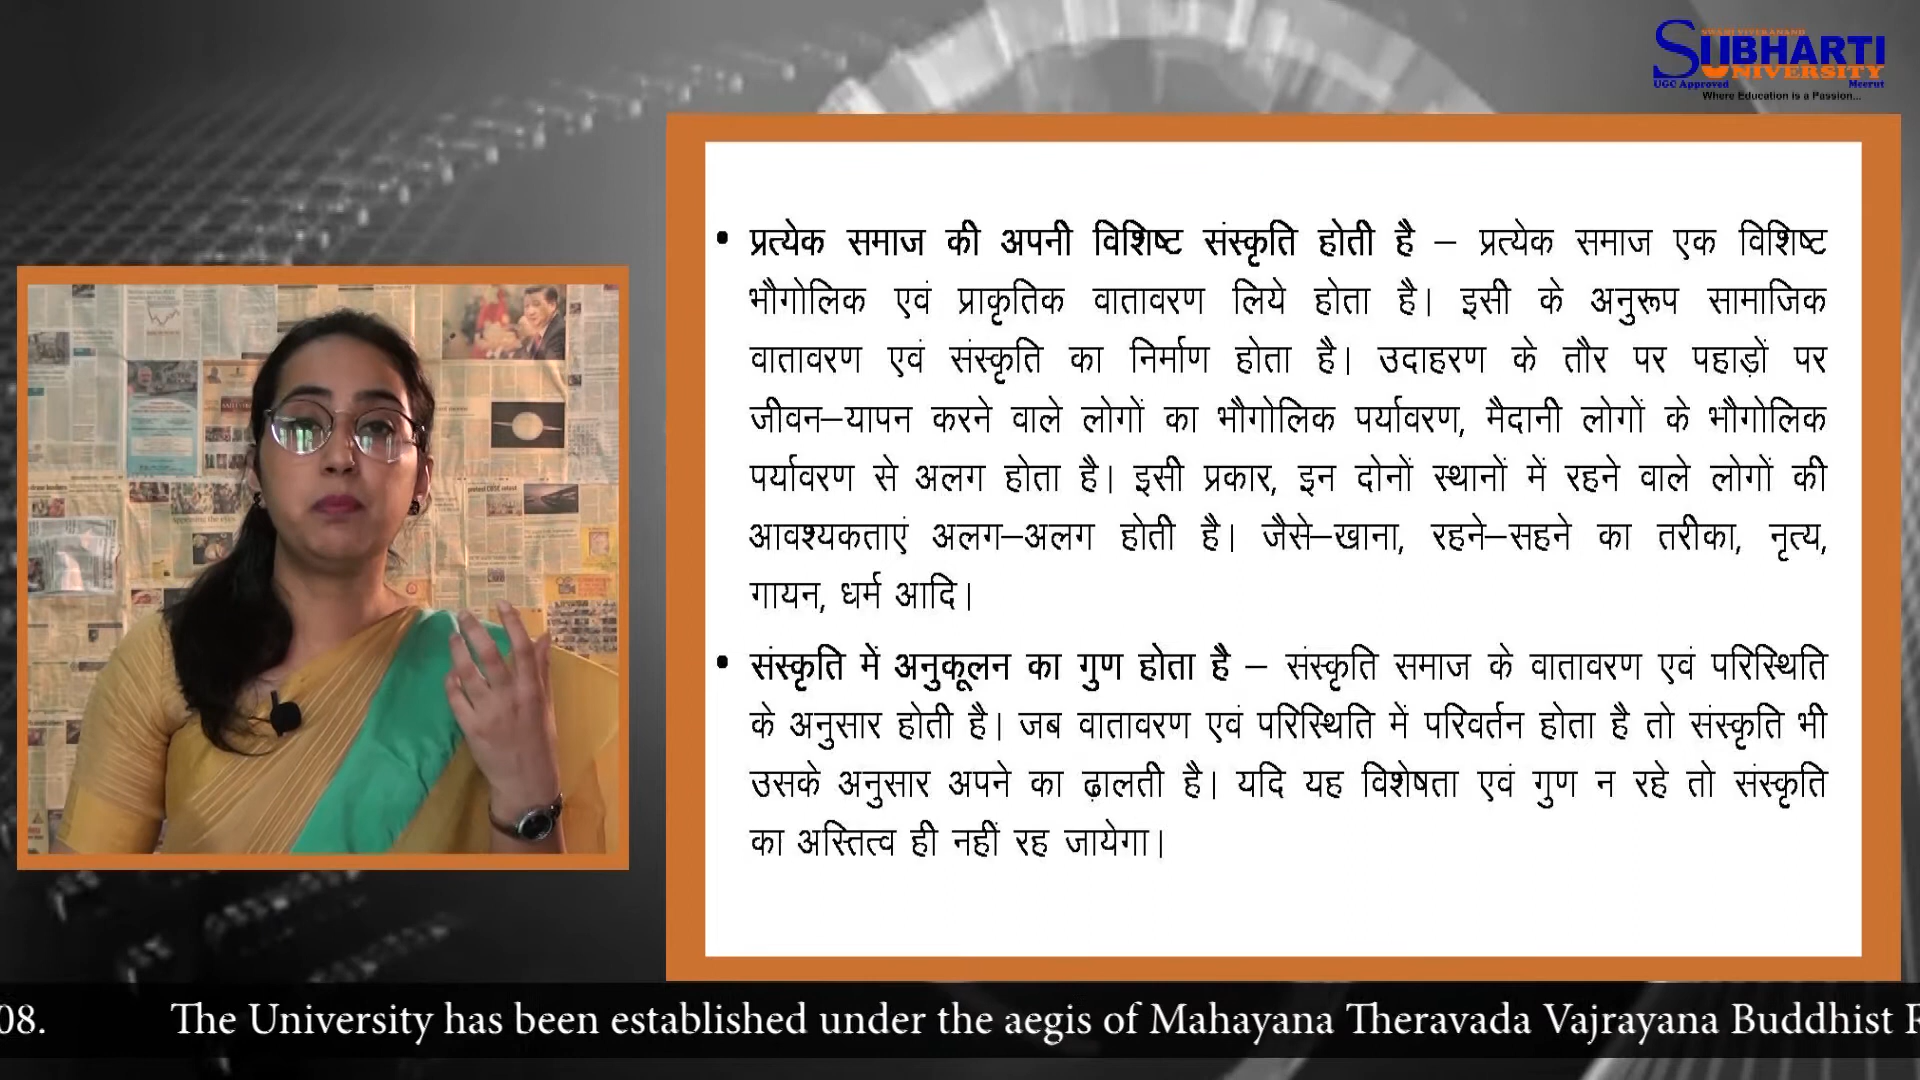 SWAMI VIVEKANAND
SUBHARTI
UNIVERSITY
UGC Approved Meerut
Where Education is a Passion...
• प्रत्येक समाज की अपनी विशिष्ट संस्कृति होती है – प्रत्येक समाज एक विशिष्ट
भौगोलिक एवं प्राकृतिक वातावरण लिये होता है। इसी के अनुरूप सामाजिक
वातावरण एवं संस्कृति का निर्माण होता है। उदाहरण के तौर पर पहाड़ों पर
जीवन–यापन करने वाले लोगों का भौगोलिक पर्यावरण, मैदानी लोगों के भौगोलिक
पर्यावरण से अलग होता है। इसी प्रकार, इन दोनों स्थानों में रहने वाले लोगों की
आवश्यकताएं अलग–अलग होती है। जैसे–खाना, रहने–सहने का तरीका, नृत्य,
गायन, धर्म आदि।
• संस्कृति में अनुकूलन का गुण होता है – संस्कृति समाज के वातावरण एवं परिस्थिति
के अनुसार होती है। जब वातावरण एवं परिस्थिति में परिवर्तन होता है तो संस्कृति भी
उसके अनुसार अपने का ढ़ालती है। यदि यह विशेषता एवं गुण न रहे तो संस्कृति
का अस्तित्व ही नहीं रह जायेगा।
08. The University has been established under the aegis of Mahayana Theravada Vajrayana Buddhist